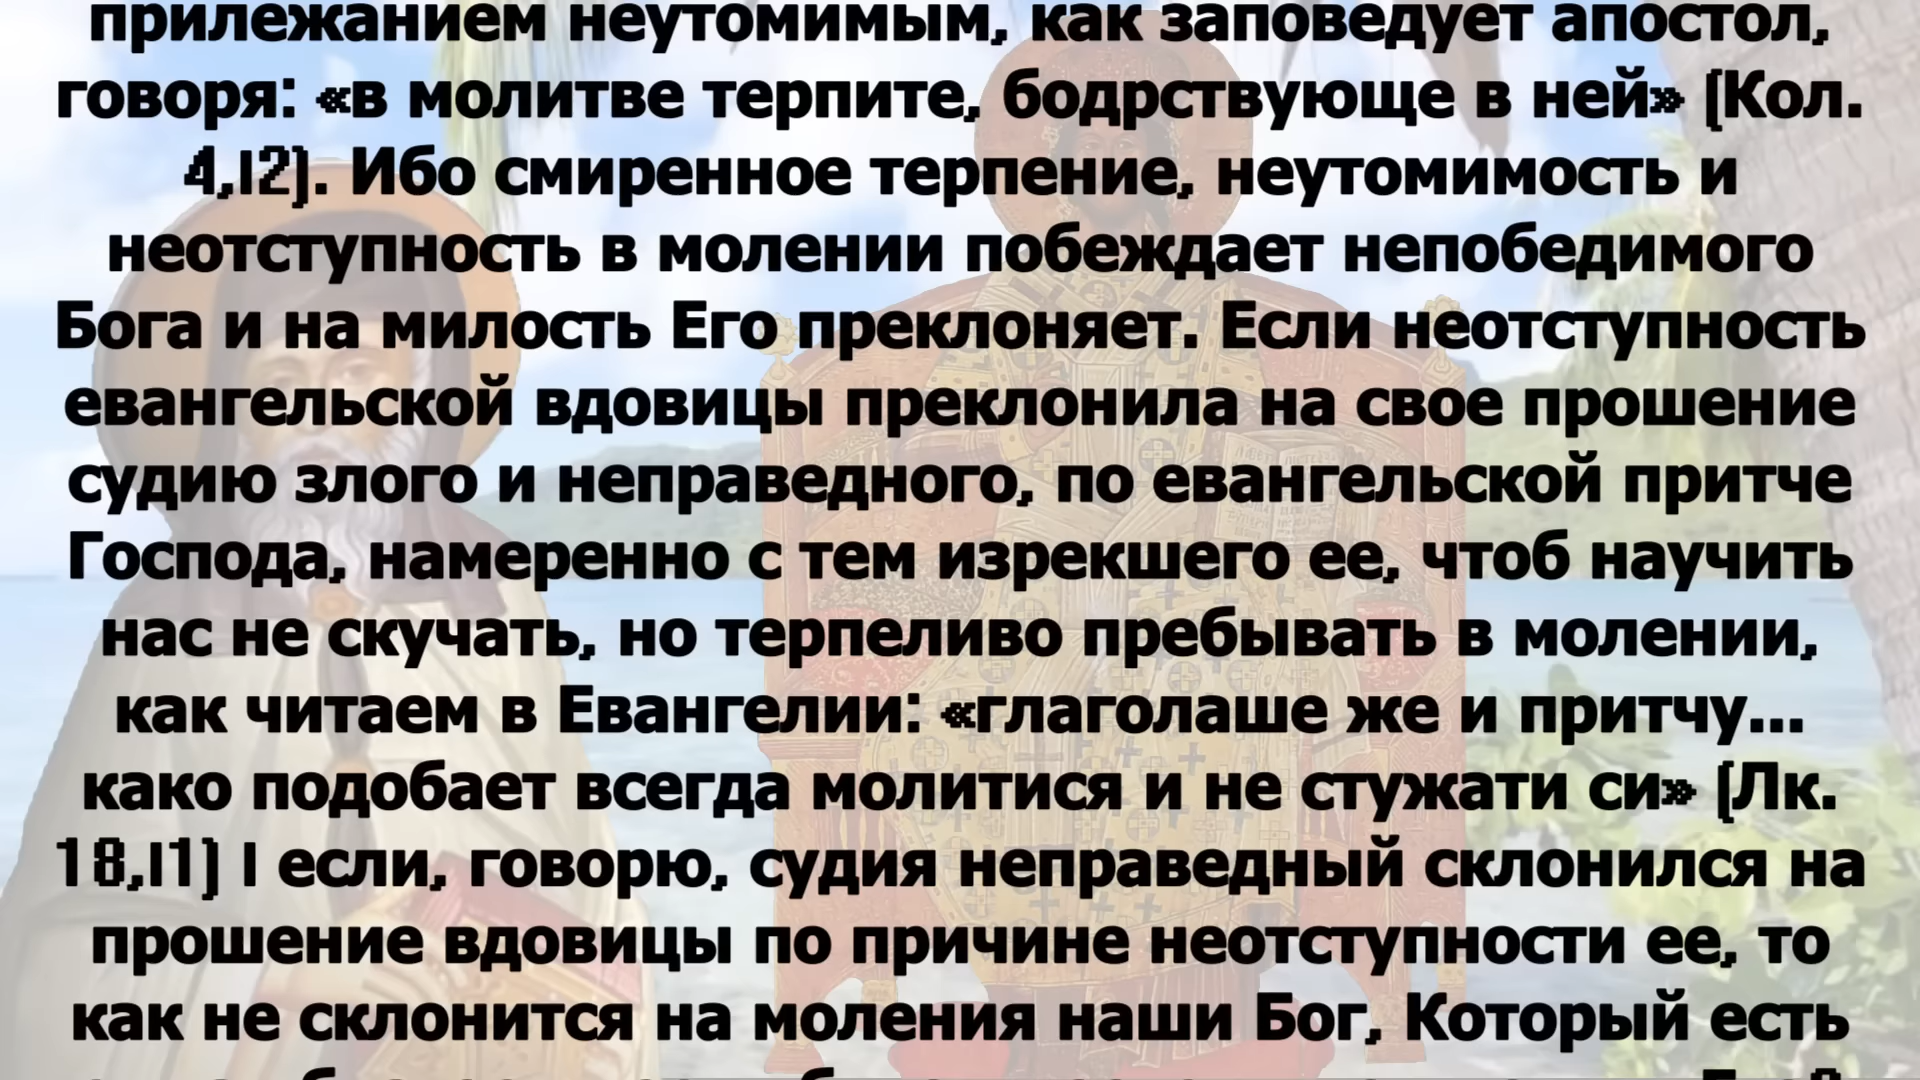 прилежанием неутомимым, как заповедует апостол,
говоря: «в молитве терпите, бодрствующе в ней» (Кол.
4,|2). Ибо смиренное терпение, неутомимость и
неотступность в молении побеждает непобедимого
Бога и на милость Его преклоняет. Если неотступность
евангельской вдовицы преклонила на свое прошение
судию злого и неправедного, по евангельской притче
Господа, намеренно с тем изрекшего ее, чтоб научить
нас не скучать, но терпеливо пребывать в молении,
как читаем в Евангелии: «глаголаше же и притчу...
како подобает всегда молитися и не стужати си» (Лк.
18,|1) | если, говорю, судия неправедный склонился на
прошение вдовицы по причине неотступности ее, то
как не склонится на моления наши Бог, Который есть